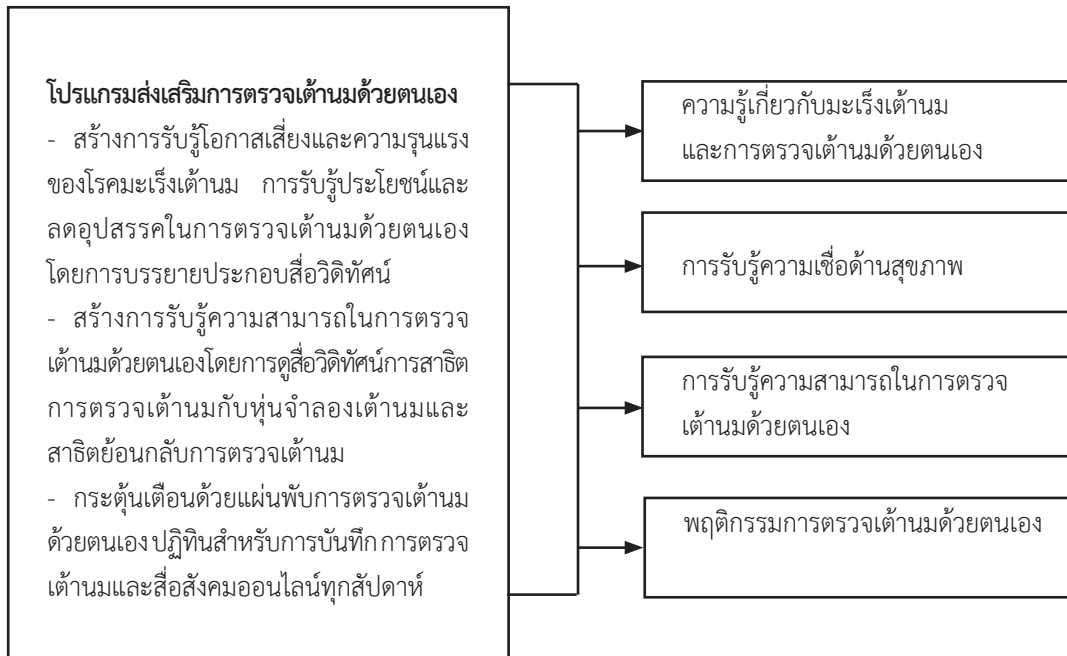 โปรแกรมส่งเสริมการตรวจเต้านมด้วยตนเอง
- สร้างการรับรู้โอกาสเสี่ยงและความรุนแรง
ของโรคมะเร็งเต้านม การรับรู้ประโยชน์และ
ลดอุปสรรคในการตรวจเต้านมด้วยตนเอง
โดยการบรรยายประกอบสื่อวิดิทัศน์
- สร้างการรับรู้ความสามารถในการตรวจ
เต้านมด้วยตนเองโดยการดูสื่อวิดิทัศน์การสาธิต
การตรวจเต้านมกับหุ่นจำลองเต้านมและ
สาธิตย้อนกลับการตรวจเต้านม
- กระตุ้นเตือนด้วยแผ่นพับการตรวจเต้านม
ด้วยตนเอง ปฏิทินสำหรับการบันทึก การตรวจ
เต้านมและสื่อสังคมออนไลน์ทุกสัปดาห์
ความรู้เกี่ยวกับมะเร็งเต้านม
และการตรวจเต้านมด้วยตนเอง
การรับรู้ความเชื่อด้านสุขภาพ
การรับรู้ความสามารถในการตรวจ
เต้านมด้วยตนเอง
พฤติกรรมการตรวจเต้านมด้วยตนเอง